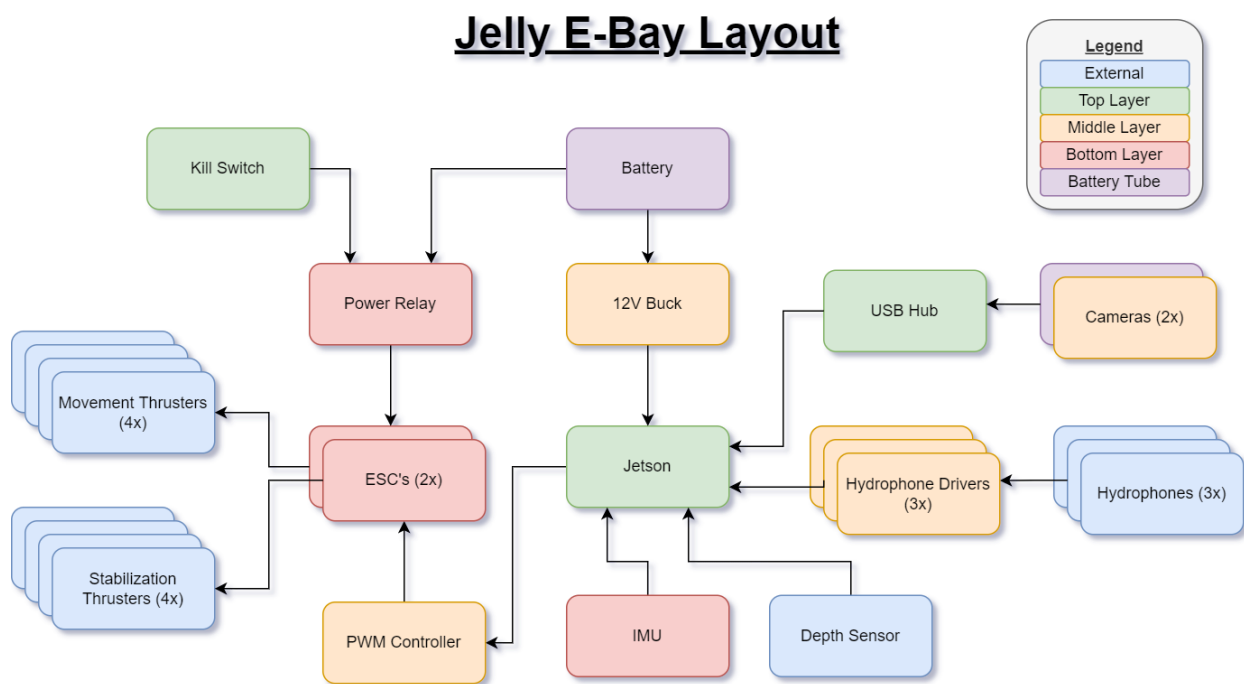 Jelly E-Bay Layout
Legend
External
Top Layer
Middle Layer
Bottom Layer
Battery Tube
Kill Switch
Battery
Power Relay
12V Buck
USB Hub
Cameras (2x)
Movement Thrusters
(4x)
ESC's (2x)
Jetson
Hydrophone Drivers
(3x)
Hydrophones (3x)
Stabilization
Thrusters (4x)
PWM Controller
IMU
Depth Sensor